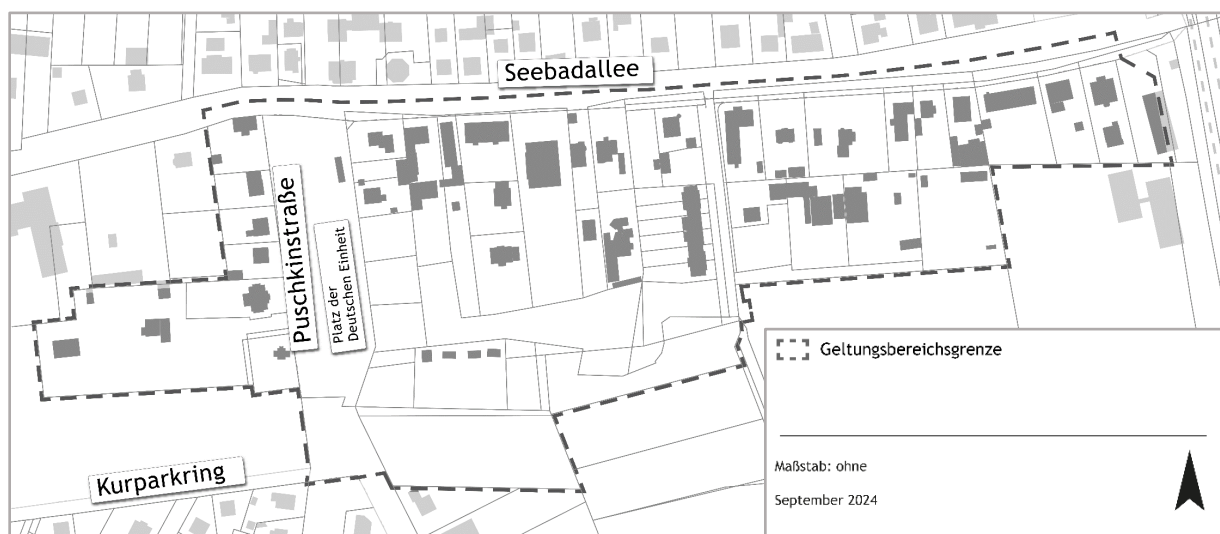 Seebadallee
Puschkinstraße
Platz der
Deutschen Einheit
Kurparkring
Geltungsbereichsgrenze
Maßstab: ohne
September 2024